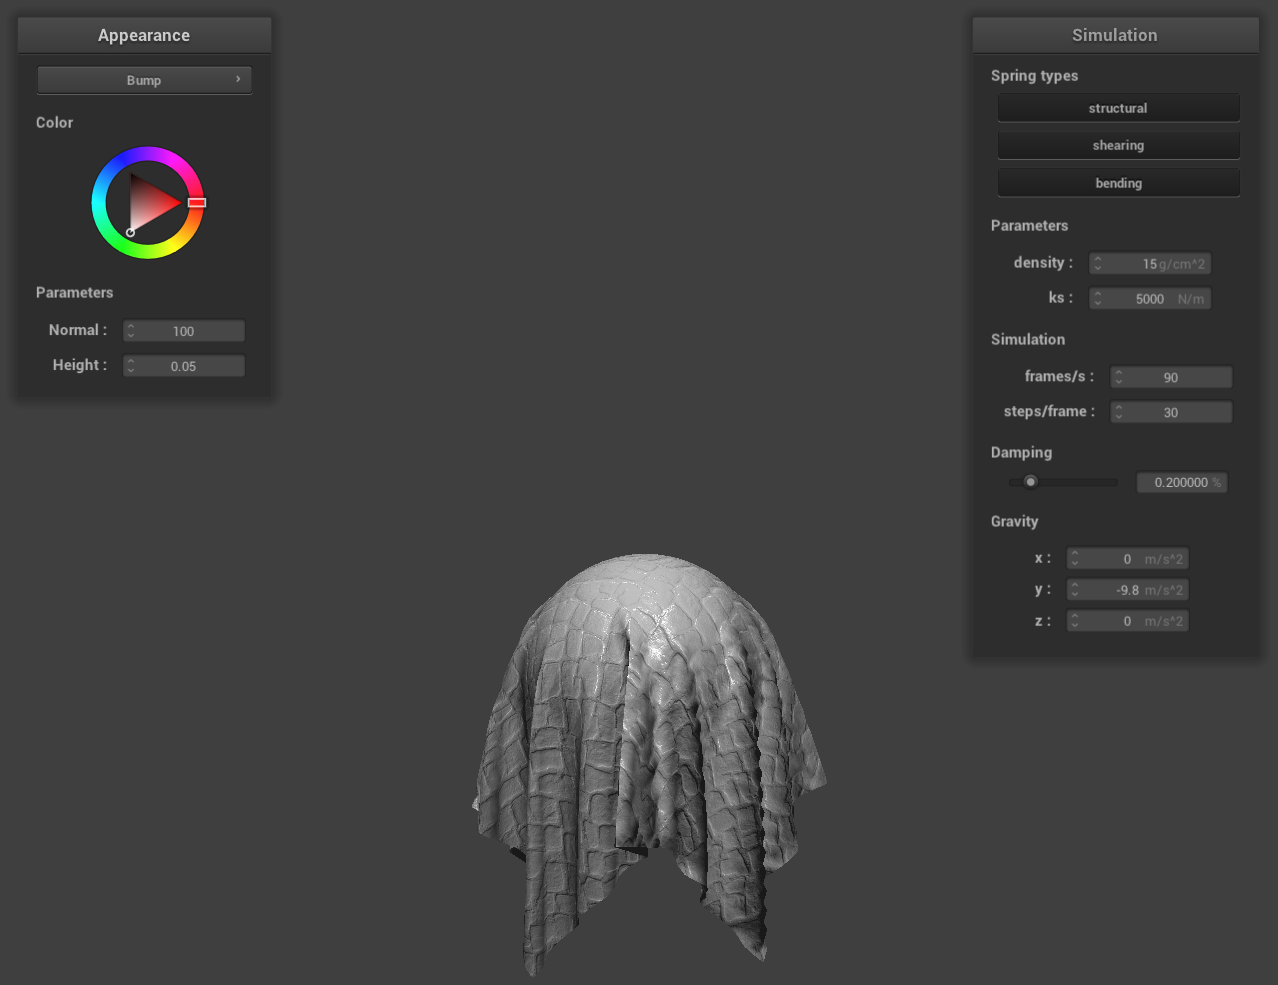 Appearance
Bump
Color
Parameters
Normal : 100
Height : 0.05
Simulation
Spring types
structural
shearing
bending
Parameters
density : 15 g/cm^2
ks : 5000 N/m
Simulation
frames/s : 90
steps/frame : 30
Damping
0.200000 %
Gravity
x : 0 m/s^2
y : -9.8 m/s^2
z : 0 m/s^2